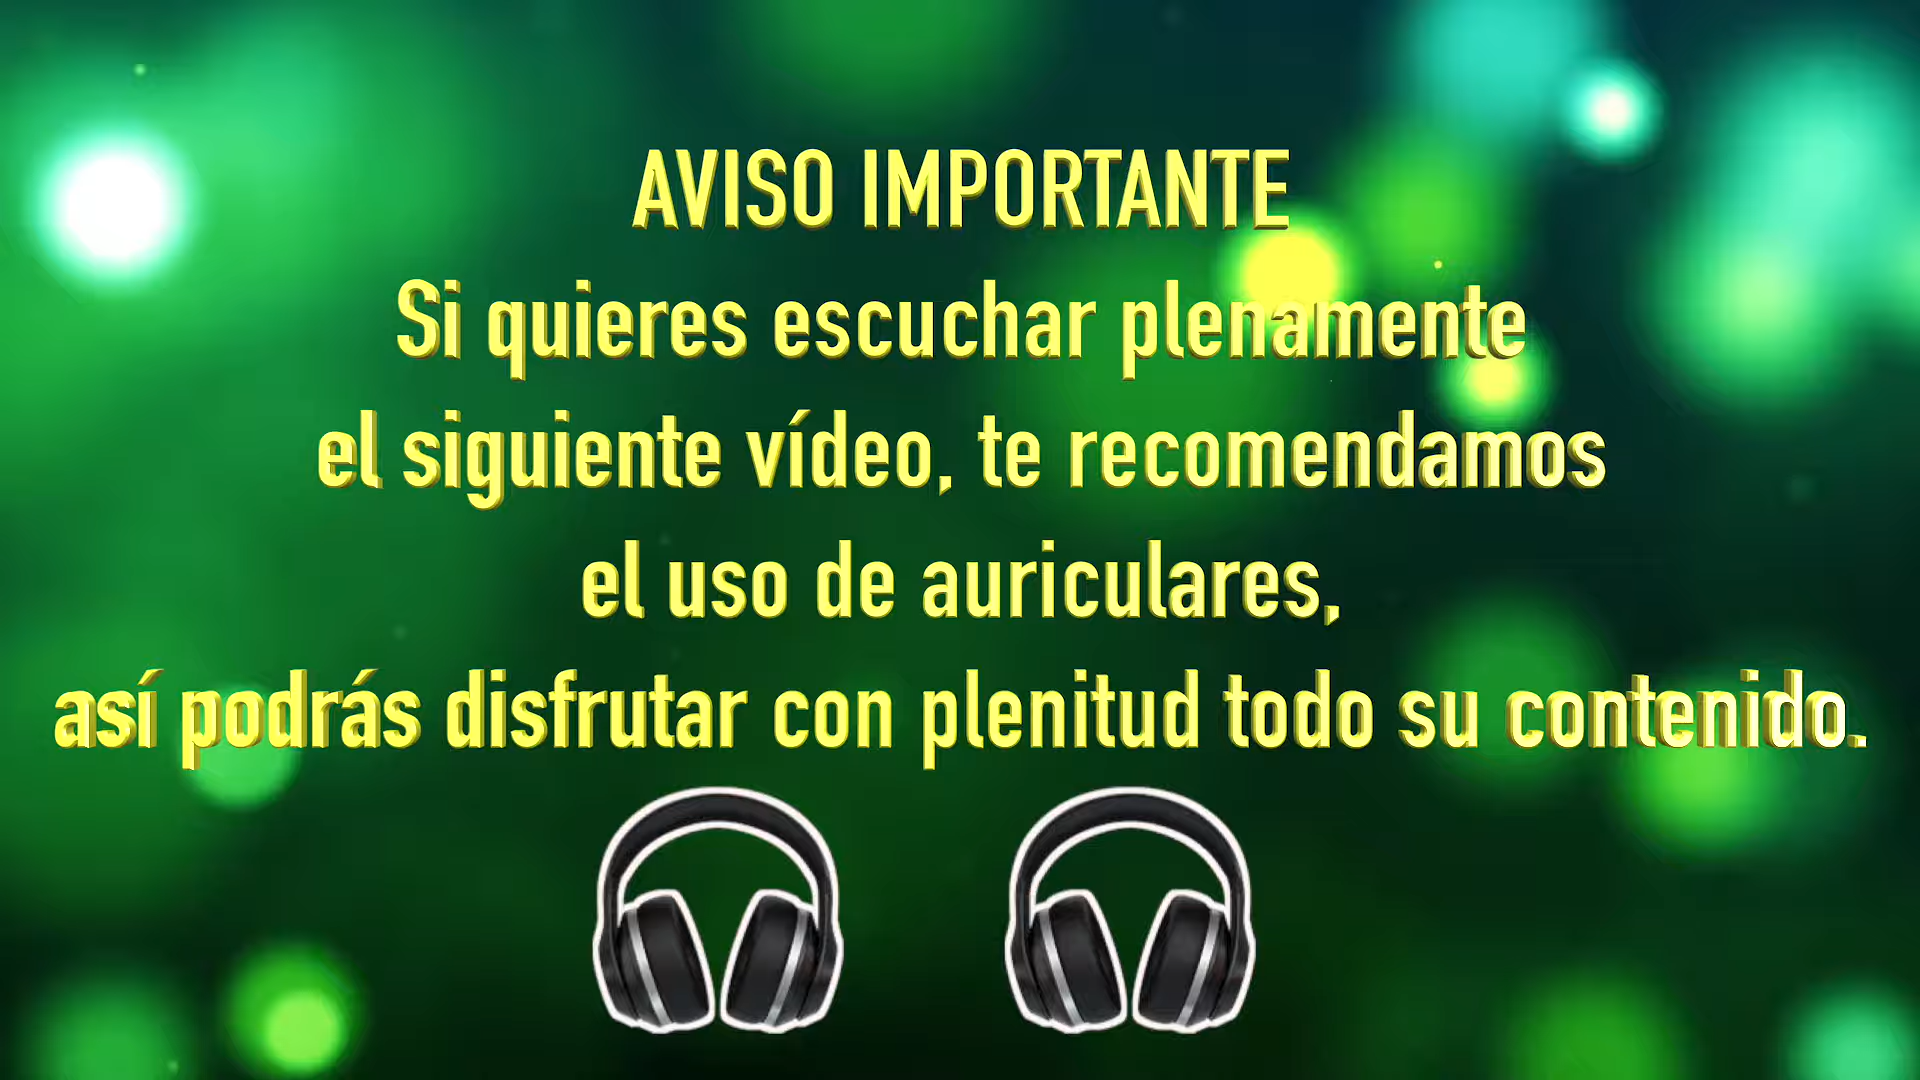 AVISO IMPORTANTE
Si quieres escuchar plenamente
el siguiente vídeo, te recomendamos
el uso de auriculares,
así podrás disfrutar con plenitud todo su contenido.